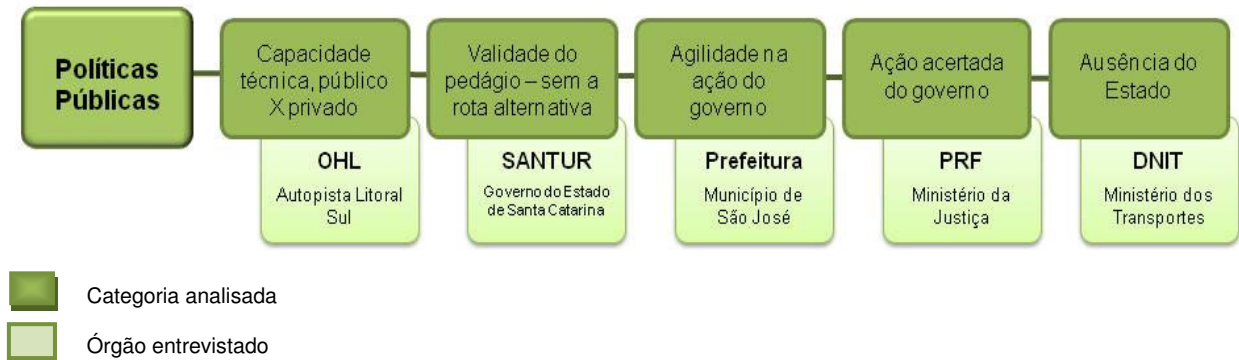 Políticas
Públicas
Capacidade
técnica, público
X privado
OHL
Autopista Litoral
Sul
Validade do
pedágio – sem a
rota alternativa
SANTUR
Governo do Estado
de Santa Catarina
Agilidade na
ação do
governo
Prefeitura
Município de
São José
Ação acertada
do governo
PRF
Ministério da
Justiça
Ausência do
Estado
DNIT
Ministério dos
Transportes
Categoria analisada
Órgão entrevistado